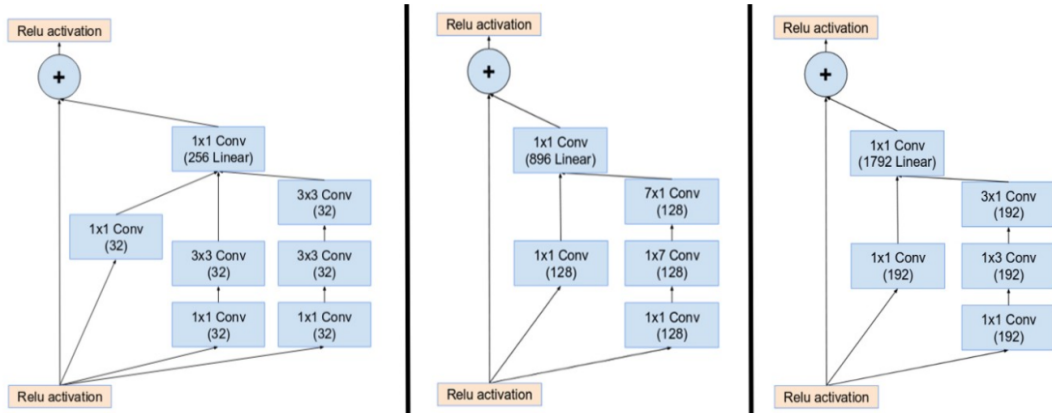 Relu activation
+
1x1 Conv
(256 Linear)
3x3 Conv
(32)
1x1 Conv
(32)
3x3 Conv
(32)
3x3 Conv
(32)
1x1 Conv
(32)
1x1 Conv
(32)
Relu activation
Relu activation
+
1x1 Conv
(896 Linear)
7x1 Conv
(128)
1x1 Conv
(128)
1x7 Conv
(128)
1x1 Conv
(128)
Relu activation
Relu activation
+
1x1 Conv
(1792 Linear)
3x1 Conv
(192)
1x1 Conv
(192)
1x3 Conv
(192)
1x1 Conv
(192)
Relu activation